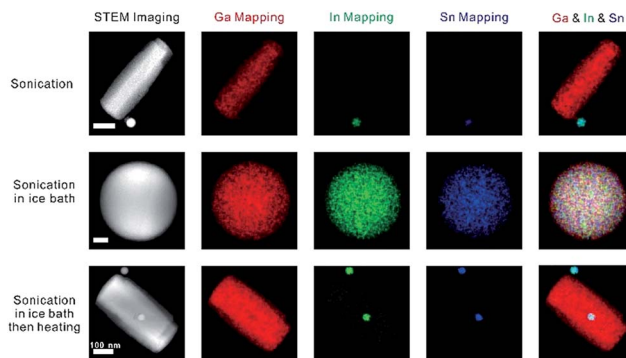 STEM Imaging Ga Mapping In Mapping Sn Mapping Ga & In & Sn
Sonication
Sonication
in ice bath
Sonication
in ice bath
then heating
100 nm